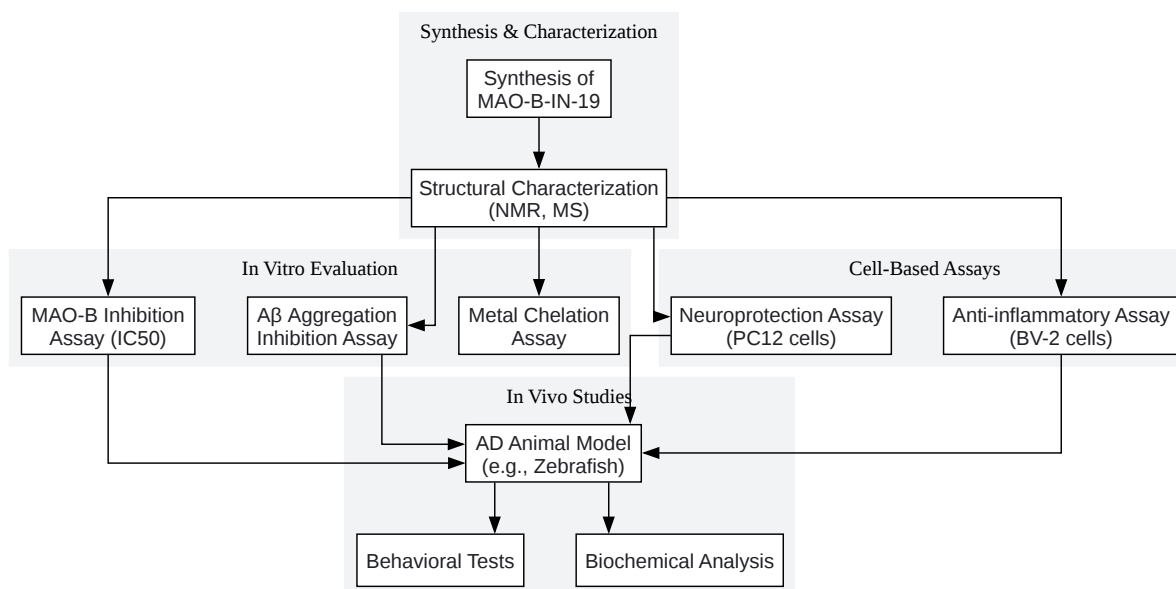 Synthesis & Characterization
Synthesis of
MAO-B-IN-19
Structural Characterization
(NMR, MS)
In Vitro Evaluation
Cell-Based Assays
MAO-B Inhibition
Assay (IC50)
Aβ Aggregation
Inhibition Assay
Metal Chelation
Assay
Neuroprotection Assay
(PC12 cells)
Anti-inflammatory Assay
(BV-2 cells)
In Vivo Studies
AD Animal Model
(e.g., Zebrafish)
Behavioral Tests
Biochemical Analysis